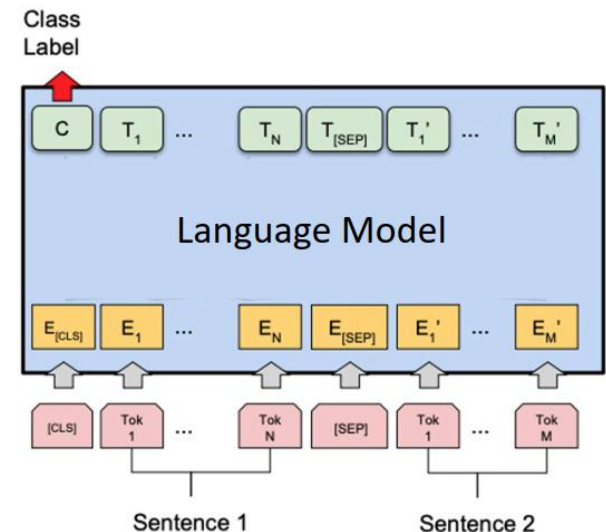 Class
Label
C T1 ... TN T[SEP] T1' ... TM'
Language Model
E[CLS] E1 ... EN E[SEP] E1' ... EM'
[CLS] Tok 1 ... Tok N [SEP] Tok 1 ... Tok M
Sentence 1 Sentence 2